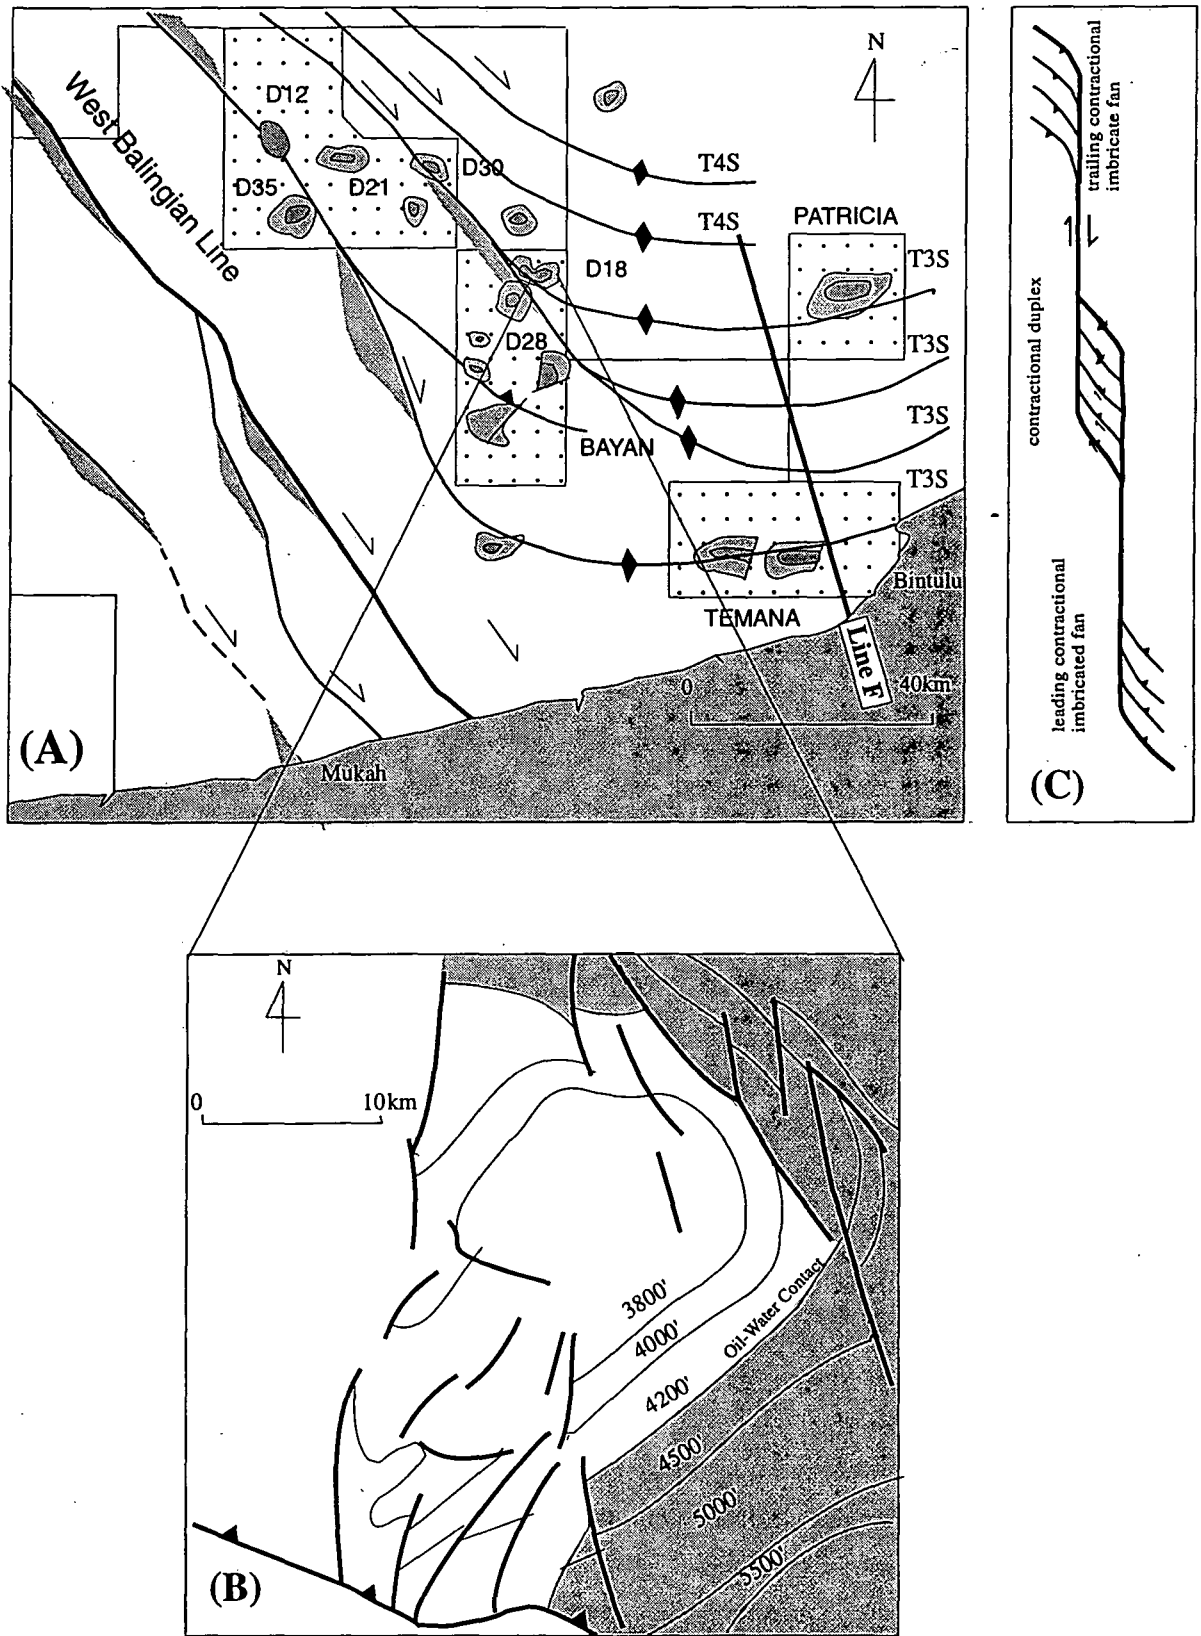 N
West Balingian Line
D12
D35
D21
D30
T4S
T4S
PATRICIA
T3S
D18
D28
T3S
T3S
BAYAN
T3S
Bintulu
TEMANA
Line F
0
40km
(A)
Mukah
trailing contractional
imbricate fan
contractional duplex
leading contractional
imbricated fan
(C)
N
0
10km
3800'
4000'
Oil-Water Contact
4200'
4500'
5000'
5500'
(B)